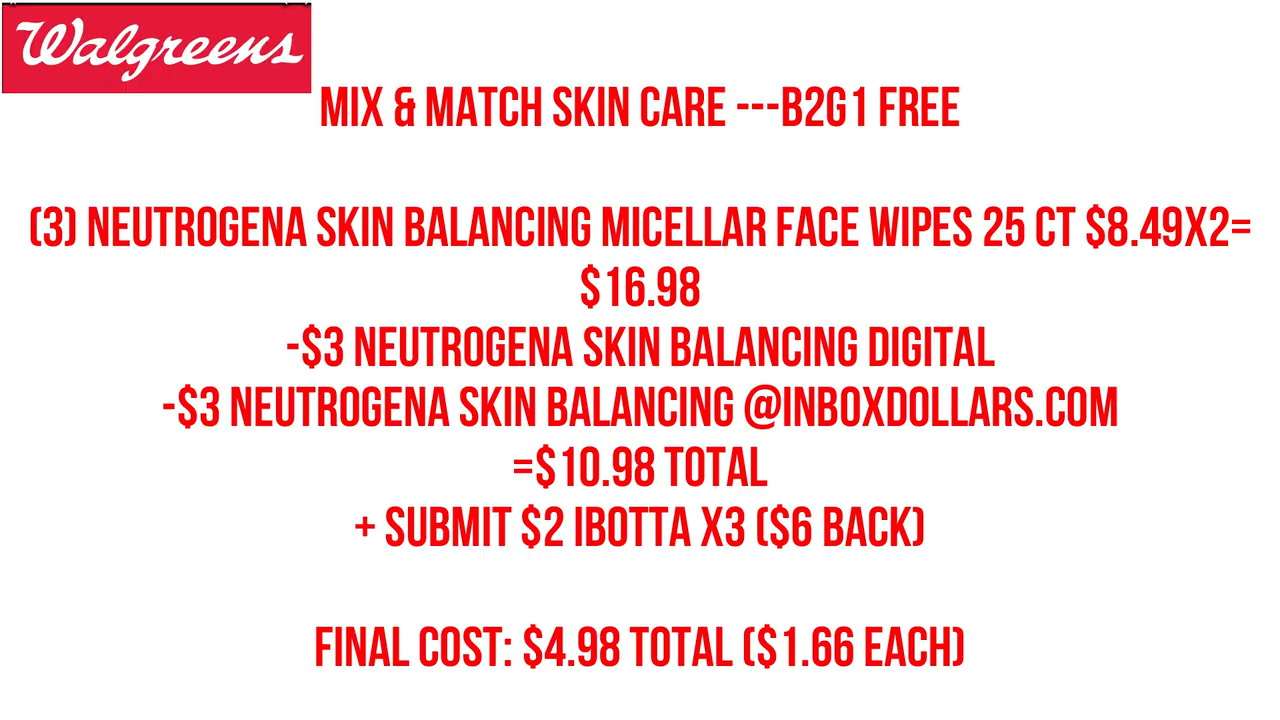 Walgreens
MIX & MATCH SKIN CARE ---B2G1 FREE
(3) NEUTROGENA SKIN BALANCING MICELLAR FACE WIPES 25 CT $8.49X2=
$16.98
-$3 NEUTROGENA SKIN BALANCING DIGITAL
-$3 NEUTROGENA SKIN BALANCING @INBOXDOLLARS.COM
=$10.98 TOTAL
+ SUBMIT $2 IBOTTA X3 ($6 BACK)
FINAL COST: $4.98 TOTAL ($1.66 EACH)